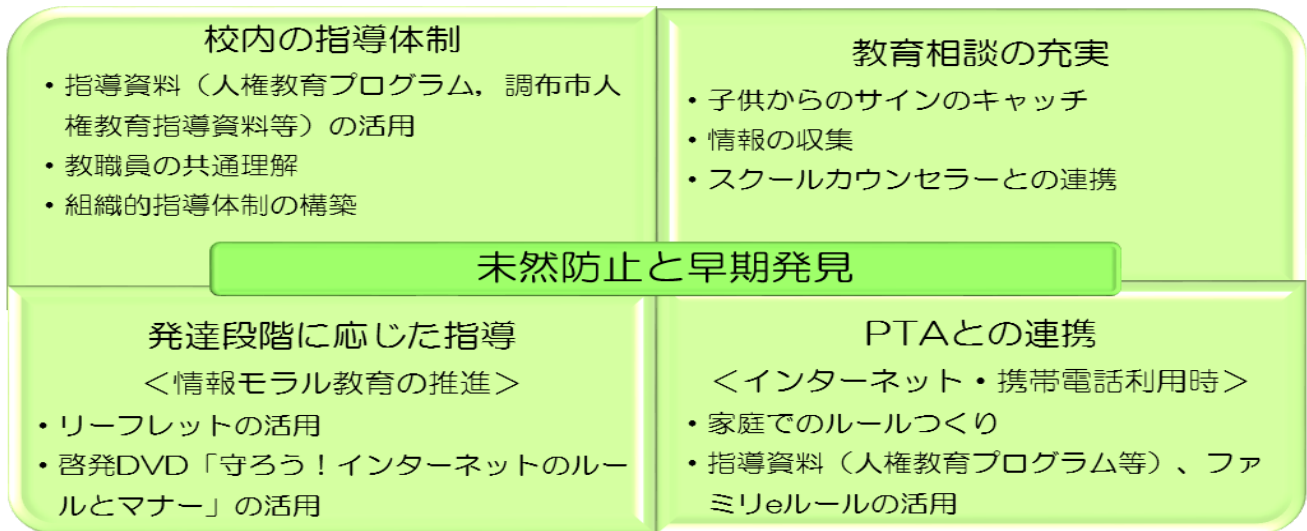 校内の指導体制
・指導資料（人権教育プログラム，調布市人
権教育指導資料等）の活用
・教職員の共通理解
・組織的指導体制の構築
教育相談の充実
・子供からのサインのキャッチ
・情報の収集
・スクールカウンセラーとの連携
未然防止と早期発見
発達段階に応じた指導
＜情報モラル教育の推進＞
・リーフレットの活用
・啓発DVD「守ろう！インターネットのルー
ルとマナー」の活用
PTAとの連携
＜インターネット・携帯電話利用時＞
・家庭でのルールつくり
・指導資料（人権教育プログラム等）、ファ
ミリeルールの活用